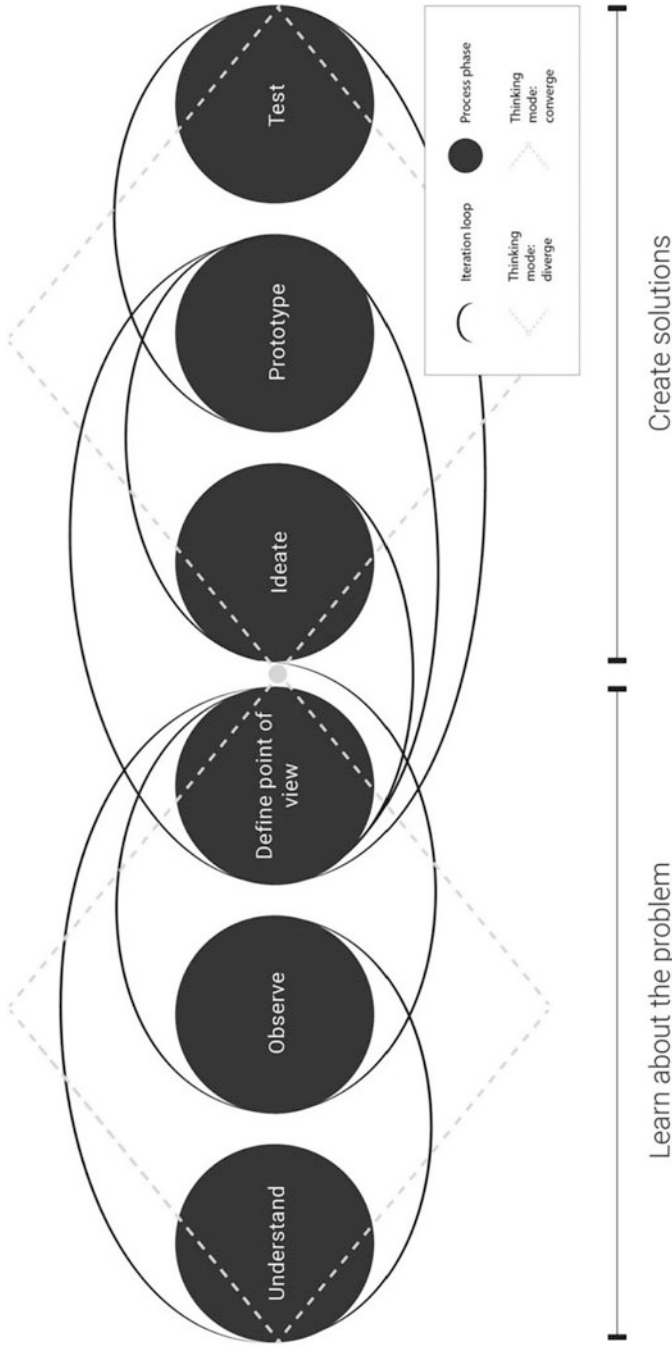 Understand
Observe
Define point of
view
Ideate
Prototype
Test
Iteration loop
Process phase
Thinking
mode:
diverge
Thinking
mode:
converge
Learn about the problem
Create solutions